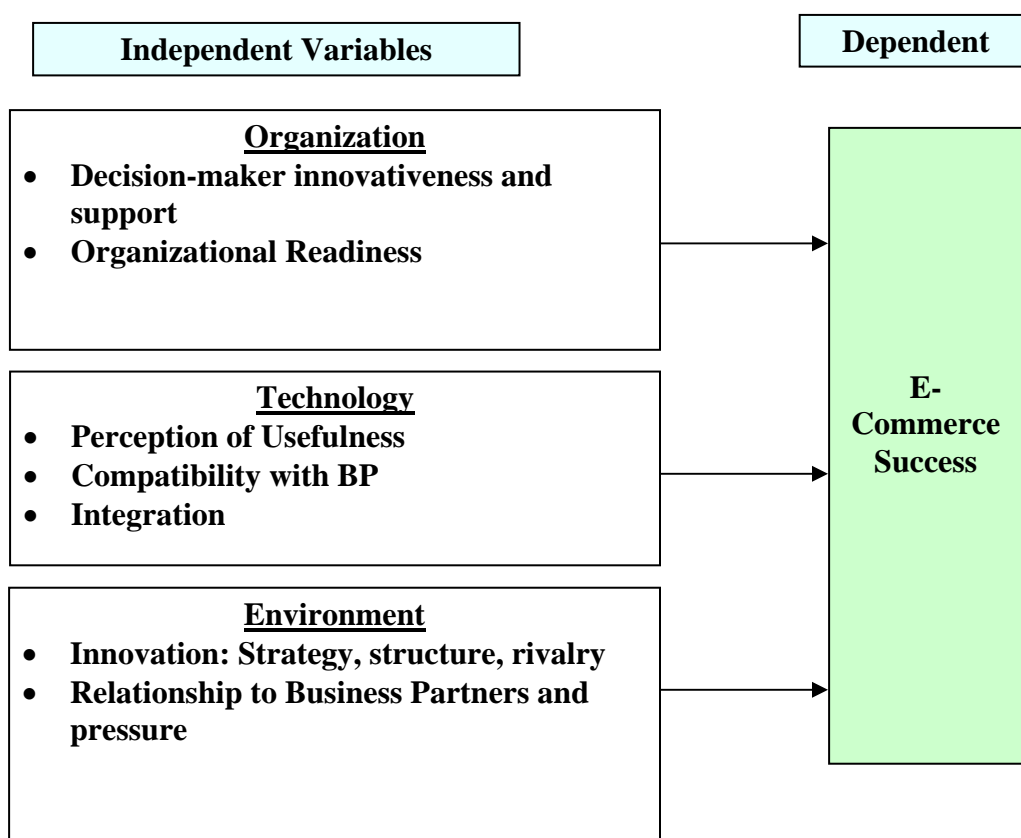 Independent Variables
Dependent
Organization
• Decision-maker innovativeness and
support
• Organizational Readiness
Technology
• Perception of Usefulness
• Compatibility with BP
• Integration
Environment
• Innovation: Strategy, structure, rivalry
• Relationship to Business Partners and
pressure
E-
Commerce
Success